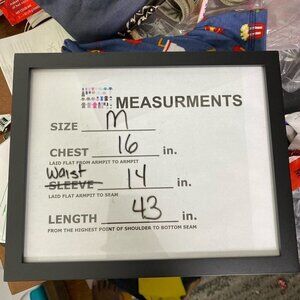 MEASURMENTS
SIZE M
CHEST 16 in.
LAID FLAT FROM ARMPIT TO ARMPIT
Waist
SLEEVE 14 in.
LAID FLAT ARMPIT TO SEAM
LENGTH 43 in.
FROM THE HIGHEST POINT OF SHOULDER TO BOTTOM SEAM